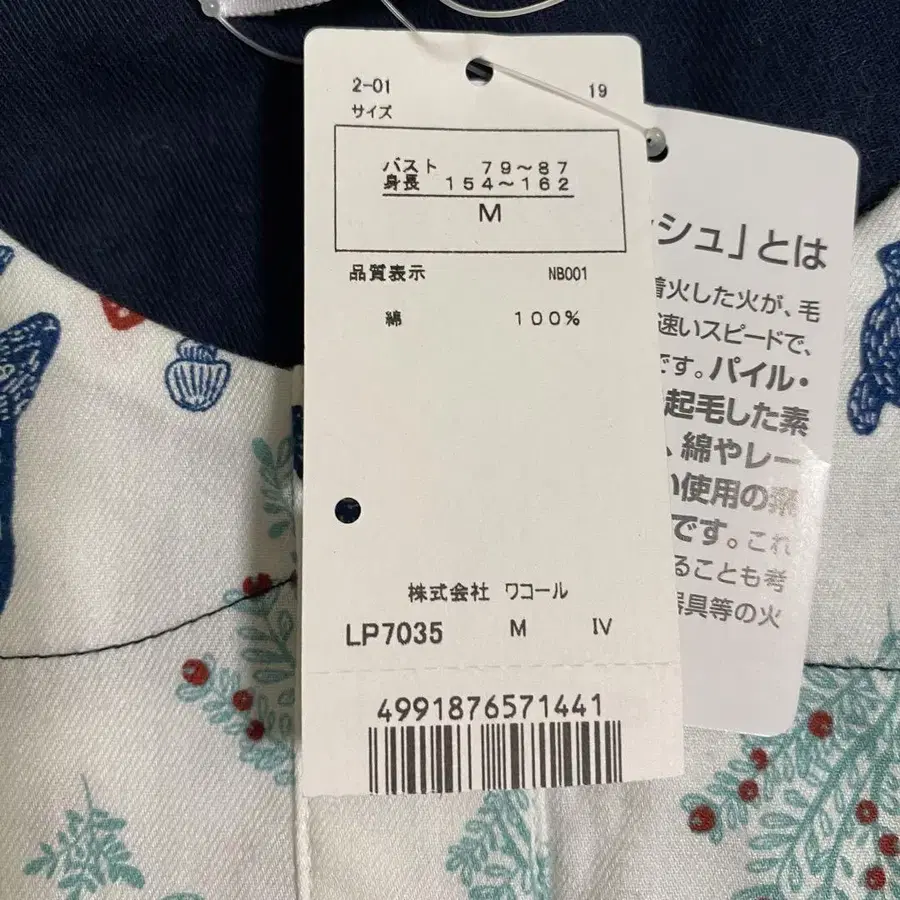 2-01 19
サイズ
バスト 79～87
身長 154～162
M
品質表示 NB001
綿 100%
株式会社 ワコール
LP7035 M IV
4991876571441
シュ」とは
着火した火が、毛
速いスピードで、
です。パイル・
起毛した素
、綿やレー
い使用の素
です。これ
ることも考
器具等の火